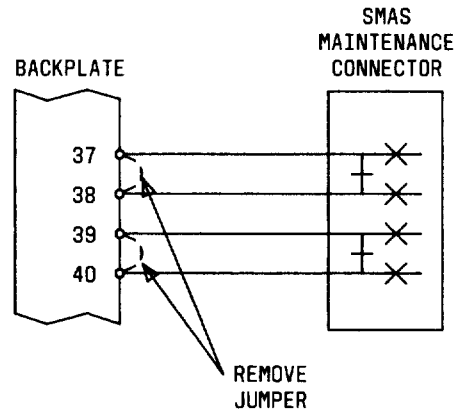 SMAS
MAINTENANCE
CONNECTOR
BACKPLATE
37
38
39
40
REMOVE
JUMPER